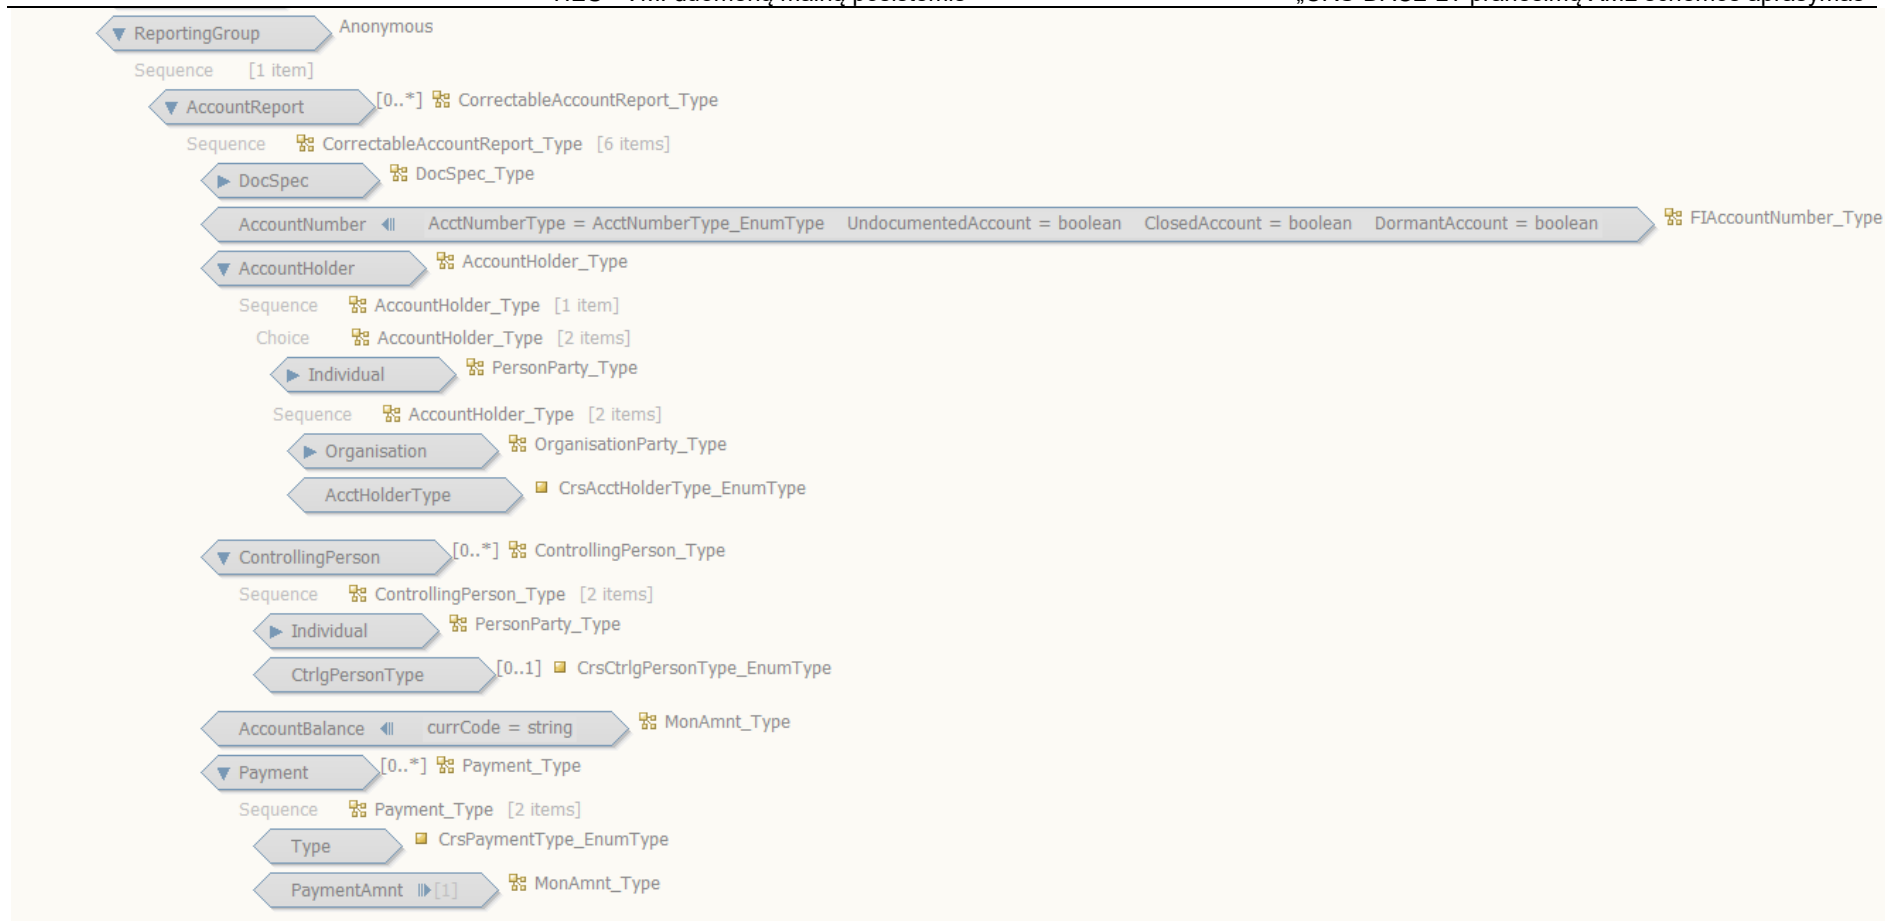 ReportingGroup Anonymous
Sequence [1 item]
AccountReport [0..*] CorrectableAccountReport_Type
Sequence CorrectableAccountReport_Type [6 items]
DocSpec DocSpec_Type
AccountNumber AcctNumberType = AcctNumberType_EnumType UndocumentedAccount = boolean ClosedAccount = boolean DormantAccount = boolean FIAccountNumber_Type
AccountHolder AccountHolder_Type
Sequence AccountHolder_Type [1 item]
Choice AccountHolder_Type [2 items]
Individual PersonParty_Type
Sequence AccountHolder_Type [2 items]
Organisation OrganisationParty_Type
AcctHolderType CrsAcctHolderType_EnumType
ControllingPerson [0..*] ControllingPerson_Type
Sequence ControllingPerson_Type [2 items]
Individual PersonParty_Type
CtrlgPersonType [0..1] CrsCtrlgPersonType_EnumType
AccountBalance currCode = string MonAmnt_Type
Payment [0..*] Payment_Type
Sequence Payment_Type [2 items]
Type CrsPaymentType_EnumType
PaymentAmnt [1] MonAmnt_Type